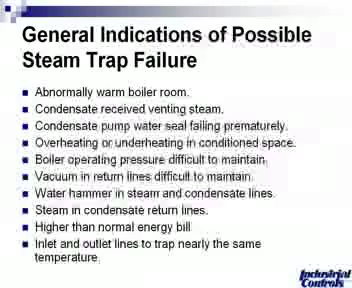 General Indications of Possible
Steam Trap Failure
Abnormally warm boiler room.
Condensate received venting steam.
Condensate pump water seal failing prematurely.
Overheating or underheating in conditioned space.
Boiler operating pressure difficult to maintain.
Vacuum in return lines difficult to maintain.
Water hammer in steam and condensate lines.
Steam in condensate return lines.
Higher than normal energy bill
Inlet and outlet lines to trap nearly the same
temperature.
Industrial
Controls